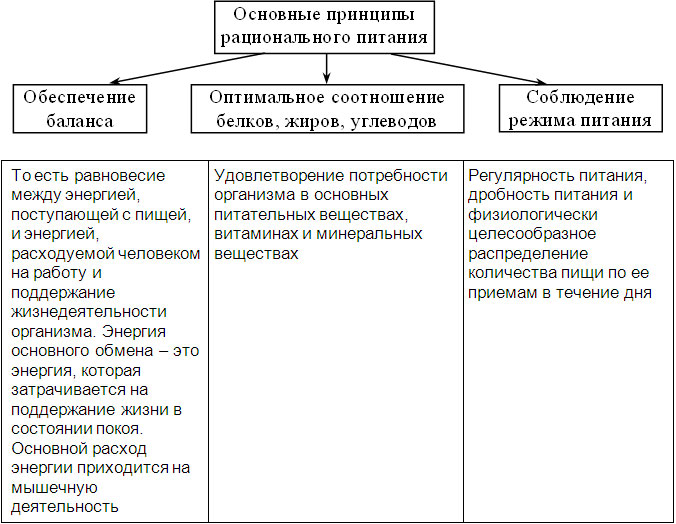 Основные принципы
рационального питания
Обеспечение
баланса
Оптимальное соотношение
белков, жиров, углеводов
Соблюдение
режима питания
То есть равновесие
между энергией,
поступающей с пищей,
и энергией,
расходуемой человеком
на работу и
поддержание
жизнедеятельности
организма. Энергия
основного обмена – это
энергия, которая
затрачивается на
поддержание жизни в
состоянии покоя.
Основной расход
энергии приходится на
мышечную
деятельность
Удовлетворение потребности
организма в основных
питательных веществах,
витаминах и минеральных
веществах
Регулярность питания,
дробность питания и
физиологически
целесообразное
распределение
количества пищи по ее
приемам в течение дня